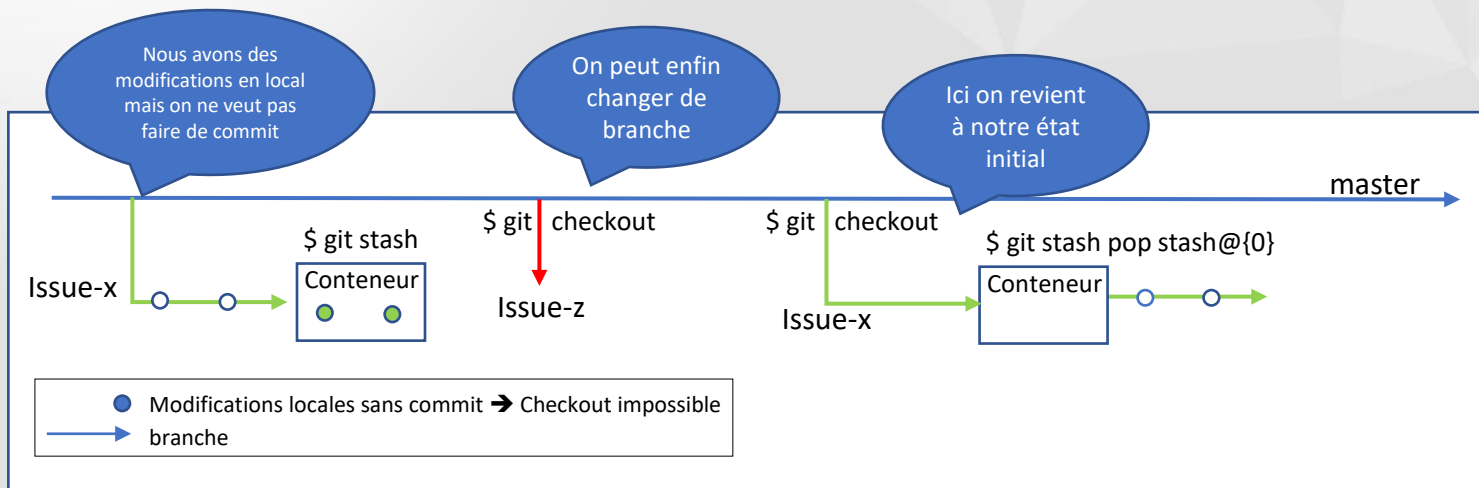 Nous avons des
modifications en local
mais on ne veut pas
faire de commit
On peut enfin
changer de
branche
Ici on revient
à notre état
initial
master
$ git checkout
$ git checkout
$ git stash
$ git stash pop stash@{0}
Conteneur
Conteneur
Issue-x
Issue-z
Issue-x
Modifications locales sans commit ➔ Checkout impossible
branche